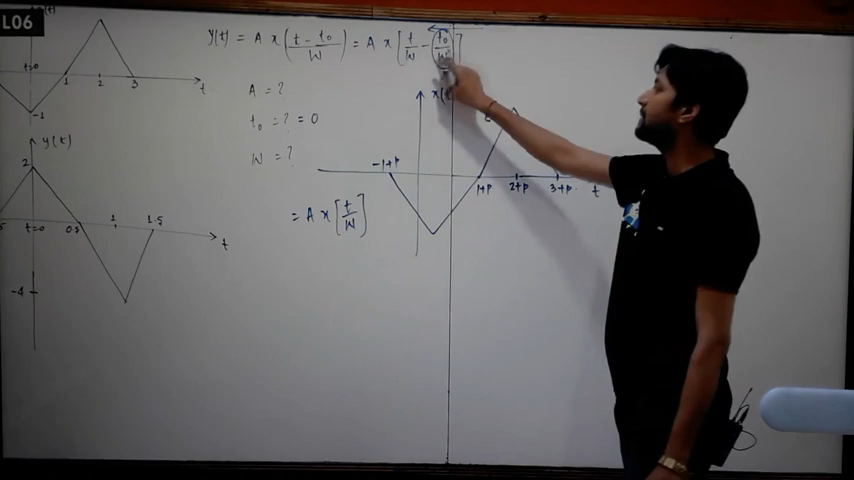 L06
y(t) = A x (t - t₀ / W) = A x [t/W - (t₀/W)]
t=0
1
2
3
t
-1
A = ?
t₀ = ? = 0
W = ?
y(t)
2
t=0
0.5
1
1.5
t
-4
x(t
-1+P
1+P
2+P
3+P
t
= A x [t/W]